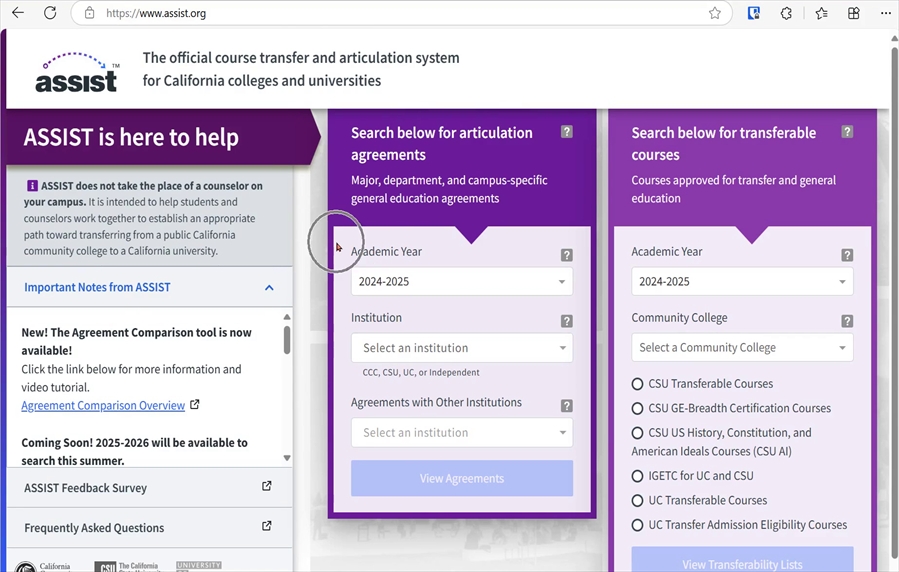 https://www.assist.org
assist™
The official course transfer and articulation system
for California colleges and universities
ASSIST is here to help
i ASSIST does not take the place of a counselor on
your campus. It is intended to help students and
counselors work together to establish an appropriate
path toward transferring from a public California
community college to a California university.
Important Notes from ASSIST
New! The Agreement Comparison tool is now
available!
Click the link below for more information and
video tutorial.
Agreement Comparison Overview
Coming Soon! 2025-2026 will be available to
search this summer.
ASSIST Feedback Survey
Frequently Asked Questions
California
CSU The California
UNIVERSITY
Search below for articulation
agreements
?
Major, department, and campus-specific
general education agreements
Academic Year
?
2024-2025
Institution
?
Select an institution
CCC, CSU, UC, or Independent
Agreements with Other Institutions
?
Select an institution
View Agreements
Search below for transferable
courses
?
Courses approved for transfer and general
education
Academic Year
?
2024-2025
Community College
?
Select a Community College
CSU Transferable Courses
CSU GE-Breadth Certification Courses
CSU US History, Constitution, and
American Ideals Courses (CSU AI)
IGETC for UC and CSU
UC Transferable Courses
UC Transfer Admission Eligibility Courses
View Transferability Lists